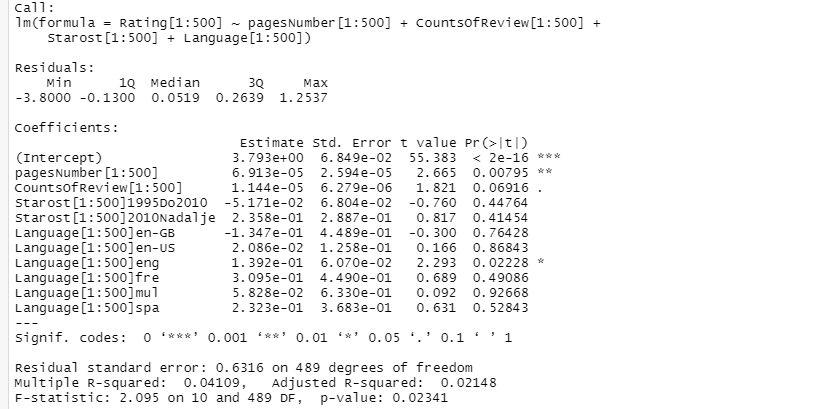 Call:
lm(formula = Rating[1:500] ~ pagesNumber[1:500] + CountsOfReview[1:500] +
    Starost[1:500] + Language[1:500])
Residuals:
    Min      1Q  Median      3Q     Max
-3.8000 -0.1300  0.0519  0.2639  1.2537
Coefficients:
                           Estimate Std. Error t value Pr(>|t|)
(Intercept)               3.793e+00  6.849e-02  55.383  < 2e-16 ***
pagesNumber[1:500]        6.913e-05  2.594e-05   2.665  0.00795 **
CountsOfReview[1:500]     1.144e-05  6.279e-06   1.821  0.06916 .
Starost[1:500]1995Do2010 -5.171e-02  6.804e-02  -0.760  0.44764
Starost[1:500]2010Nadalje 2.358e-01  2.887e-01   0.817  0.41454
Language[1:500]en-GB     -1.347e-01  4.489e-01  -0.300  0.76428
Language[1:500]en-US      2.086e-02  1.258e-01   0.166  0.86843
Language[1:500]eng        1.392e-01  6.070e-02   2.293  0.02228 *
Language[1:500]fre        3.095e-01  4.490e-01   0.689  0.49086
Language[1:500]mul        5.828e-02  6.330e-01   0.092  0.92668
Language[1:500]spa        2.323e-01  3.683e-01   0.631  0.52843
---
Signif. codes:  0 ‘***’ 0.001 ‘**’ 0.01 ‘*’ 0.05 ‘.’ 0.1 ‘ ’ 1
Residual standard error: 0.6316 on 489 degrees of freedom
Multiple R-squared:  0.04109,   Adjusted R-squared:  0.02148
F-statistic: 2.095 on 10 and 489 DF,  p-value: 0.02341